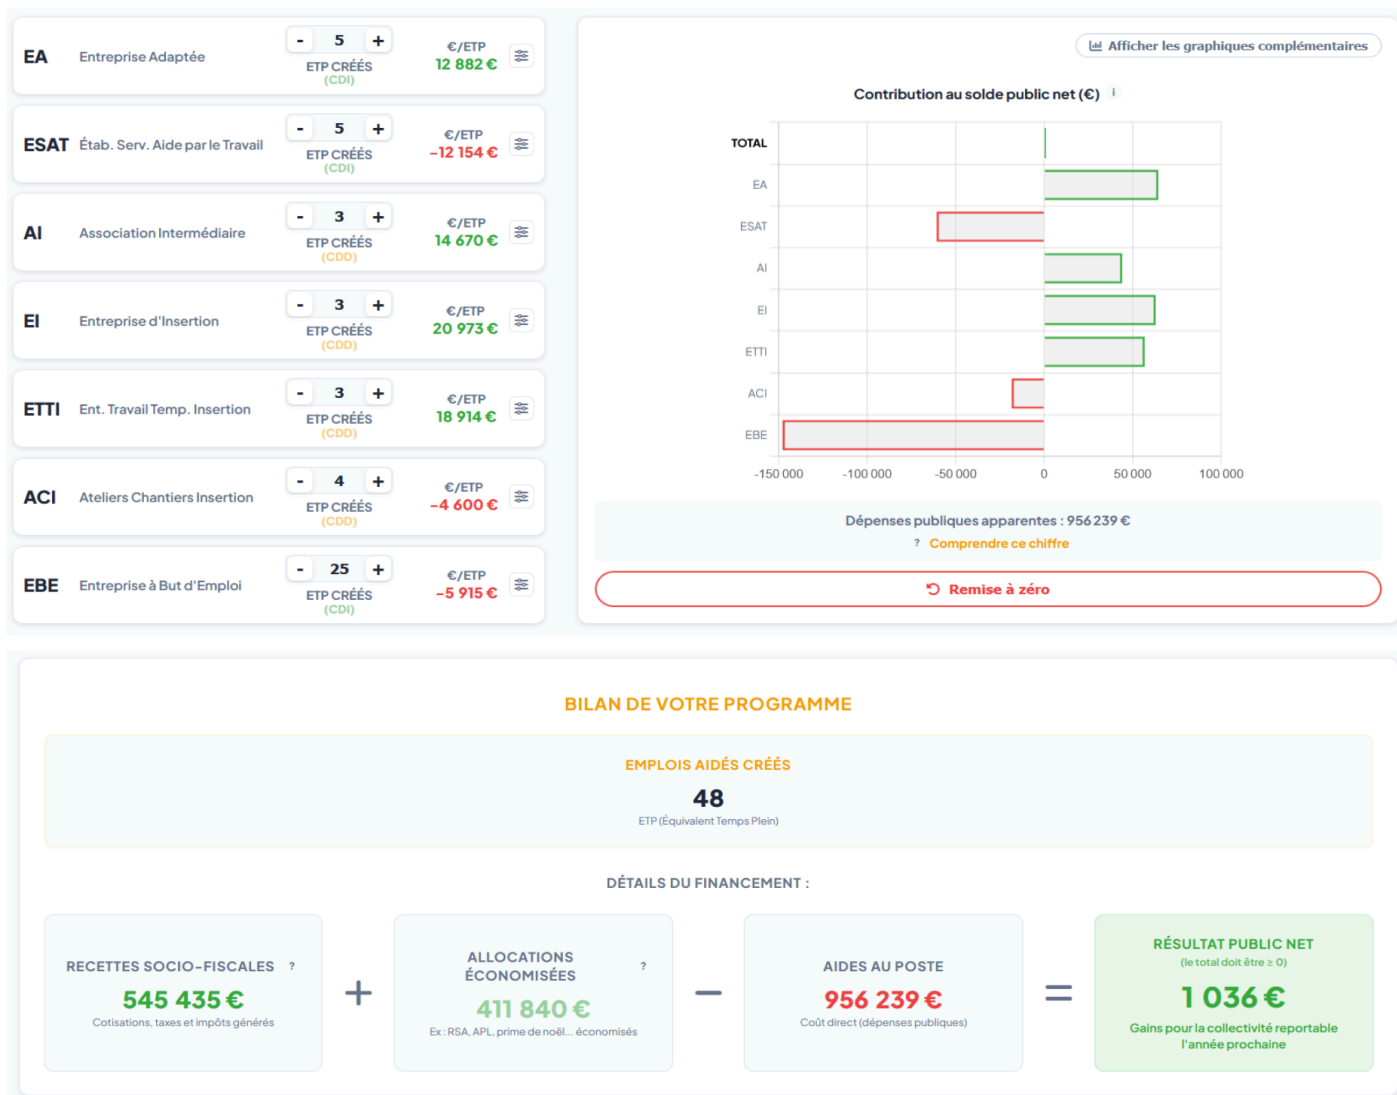 EA Entreprise Adaptée
- 5 +
ETP CRÉÉS
(CDI)
€/ETP
12 882 €
ESAT Étab. Serv. Aide par le Travail
- 5 +
ETP CRÉÉS
(CDI)
€/ETP
-12 154 €
AI Association Intermédiaire
- 3 +
ETP CRÉÉS
(CDD)
€/ETP
14 670 €
EI Entreprise d'Insertion
- 3 +
ETP CRÉÉS
(CDD)
€/ETP
20 973 €
ETTI Ent. Travail Temp. Insertion
- 3 +
ETP CRÉÉS
(CDD)
€/ETP
18 914 €
ACI Ateliers Chantiers Insertion
- 4 +
ETP CRÉÉS
(CDD)
€/ETP
-4 600 €
EBE Entreprise à But d'Emploi
- 25 +
ETP CRÉÉS
(CDI)
€/ETP
-5 915 €
Afficher les graphiques complémentaires
Contribution au solde public net (€) i
TOTAL
EA
ESAT
AI
EI
ETTI
ACI
EBE
-150 000 -100 000 -50 000 0 50 000 100 000
Dépenses publiques apparentes : 956 239 €
? Comprendre ce chiffre
Remise à zéro
BILAN DE VOTRE PROGRAMME
EMPLOIS AIDÉS CRÉÉS
48
ETP (Équivalent Temps Plein)
DÉTAILS DU FINANCEMENT :
RECETTES SOCIO-FISCALES ?
545 435 €
Cotisations, taxes et impôts générés
+
ALLOCATIONS
ÉCONOMISÉES ?
411 840 €
Ex : RSA, APL, prime de noël... économisés
−
AIDES AU POSTE
956 239 €
Coût direct (dépenses publiques)
=
RÉSULTAT PUBLIC NET
(le total doit être ≥ 0)
1 036 €
Gains pour la collectivité reportable
l'année prochaine